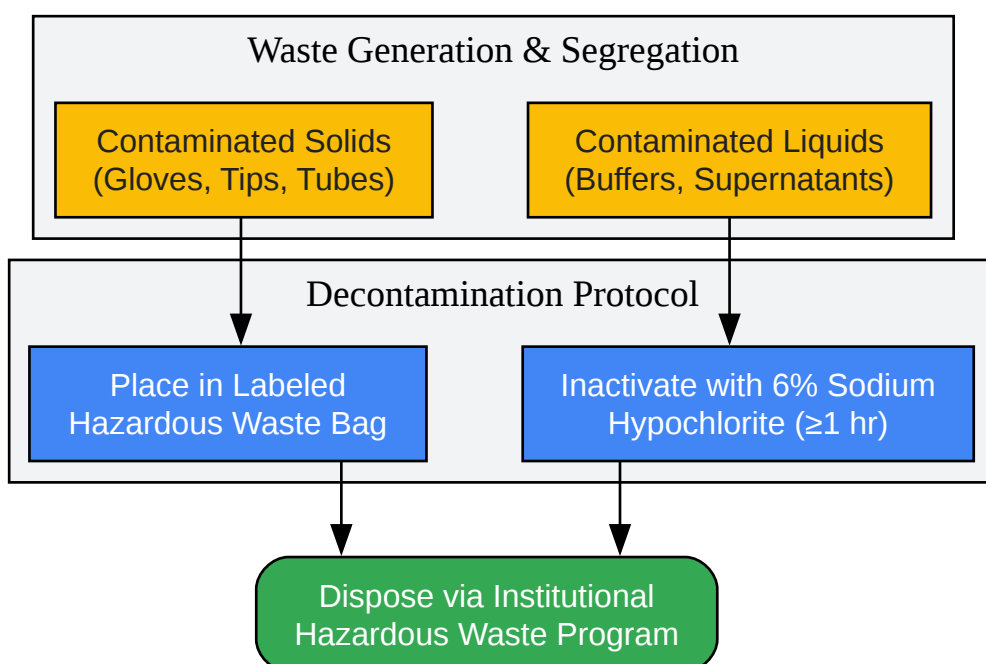 Waste Generation & Segregation
Contaminated Solids
(Gloves, Tips, Tubes)
Contaminated Liquids
(Buffers, Supernatants)
Decontamination Protocol
Place in Labeled
Hazardous Waste Bag
Inactivate with 6% Sodium
Hypochlorite (≥1 hr)
Dispose via Institutional
Hazardous Waste Program